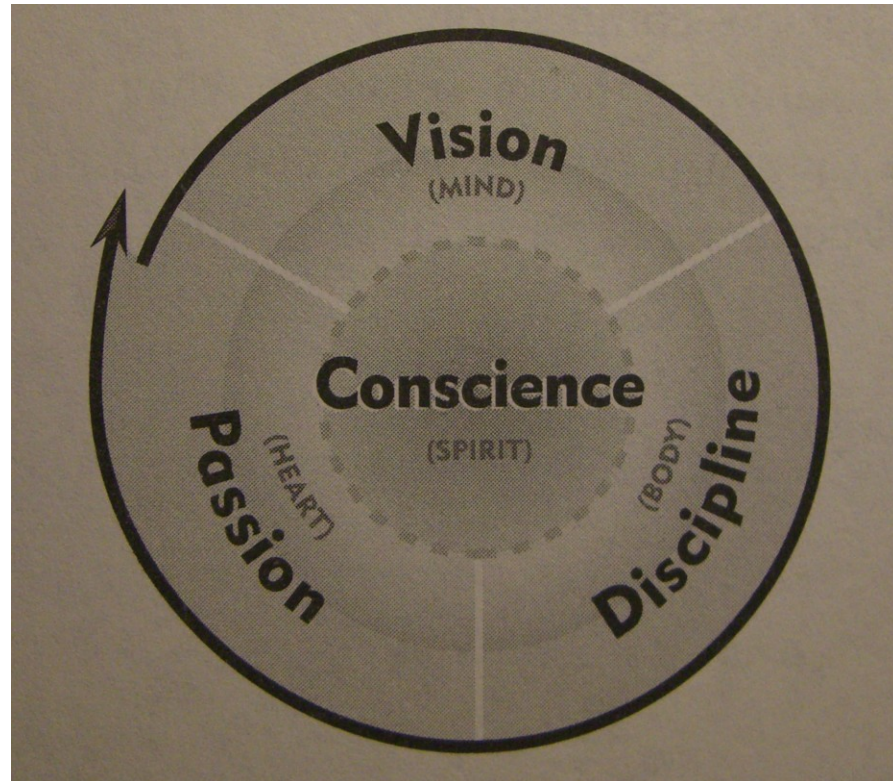 Vision
(MIND)
Conscience
(SPIRIT)
Passion
(HEART)
Discipline
(BODY)